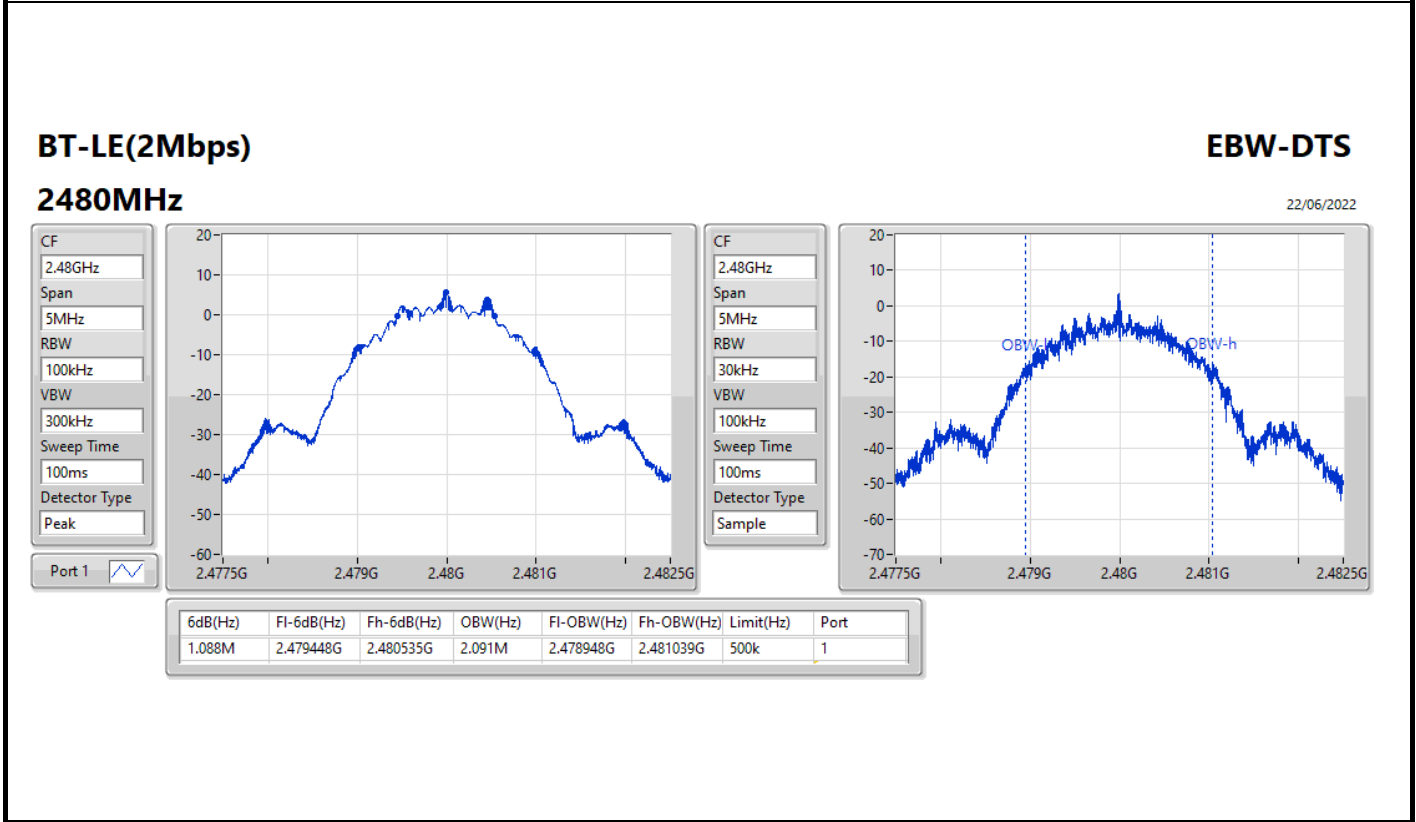 BT-LE(2Mbps)
EBW-DTS
2480MHz
22/06/2022
CF
2.48GHz
Span
5MHz
RBW
100kHz
VBW
300kHz
Sweep Time
100ms
Detector Type
Peak
Port 1
20
10
0
-10
-20
-30
-40
-50
-60
2.4775G 2.479G 2.48G 2.481G 2.4825G
CF
2.48GHz
Span
5MHz
RBW
30kHz
VBW
100kHz
Sweep Time
100ms
Detector Type
Sample
20
10
0
-10
-20
-30
-40
-50
-60
-70
OBW-h
2.4775G 2.479G 2.48G 2.481G 2.4825G
6dB(Hz) Fl-6dB(Hz) Fh-6dB(Hz) OBW(Hz) Fl-OBW(Hz) Fh-OBW(Hz) Limit(Hz) Port
1.088M 2.479448G 2.480535G 2.091M 2.478948G 2.481039G 500k 1